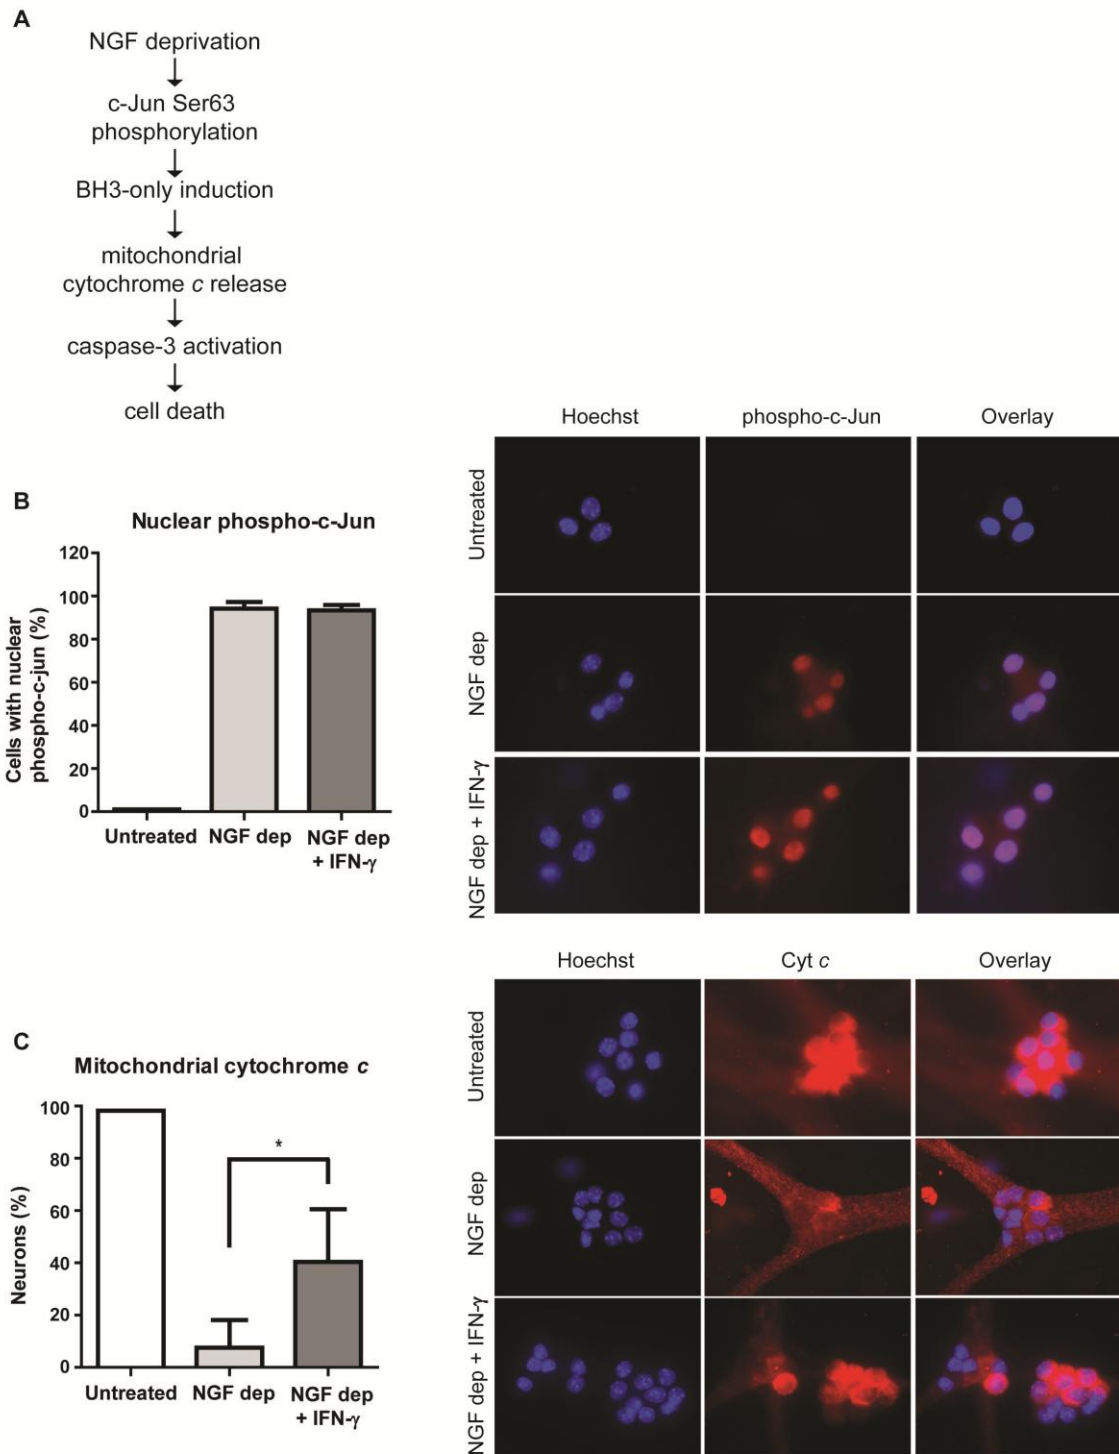 A
NGF deprivation
c-Jun Ser63
phosphorylation
BH3-only induction
mitochondrial
cytochrome c release
caspase-3 activation
cell death
B
Nuclear phospho-c-Jun
Cells with nuclear
phospho-c-jun (%)
120
100
80
60
40
20
0
Untreated
NGF dep
NGF dep
+ IFN-γ
Hoechst
phospho-c-Jun
Overlay
Untreated
NGF dep
NGF dep + IFN-γ
C
Mitochondrial cytochrome c
Neurons (%)
100
80
60
40
20
0
*
Untreated
NGF dep
NGF dep
+ IFN-γ
Hoechst
Cyt c
Overlay
Untreated
NGF dep
NGF dep + IFN-γ